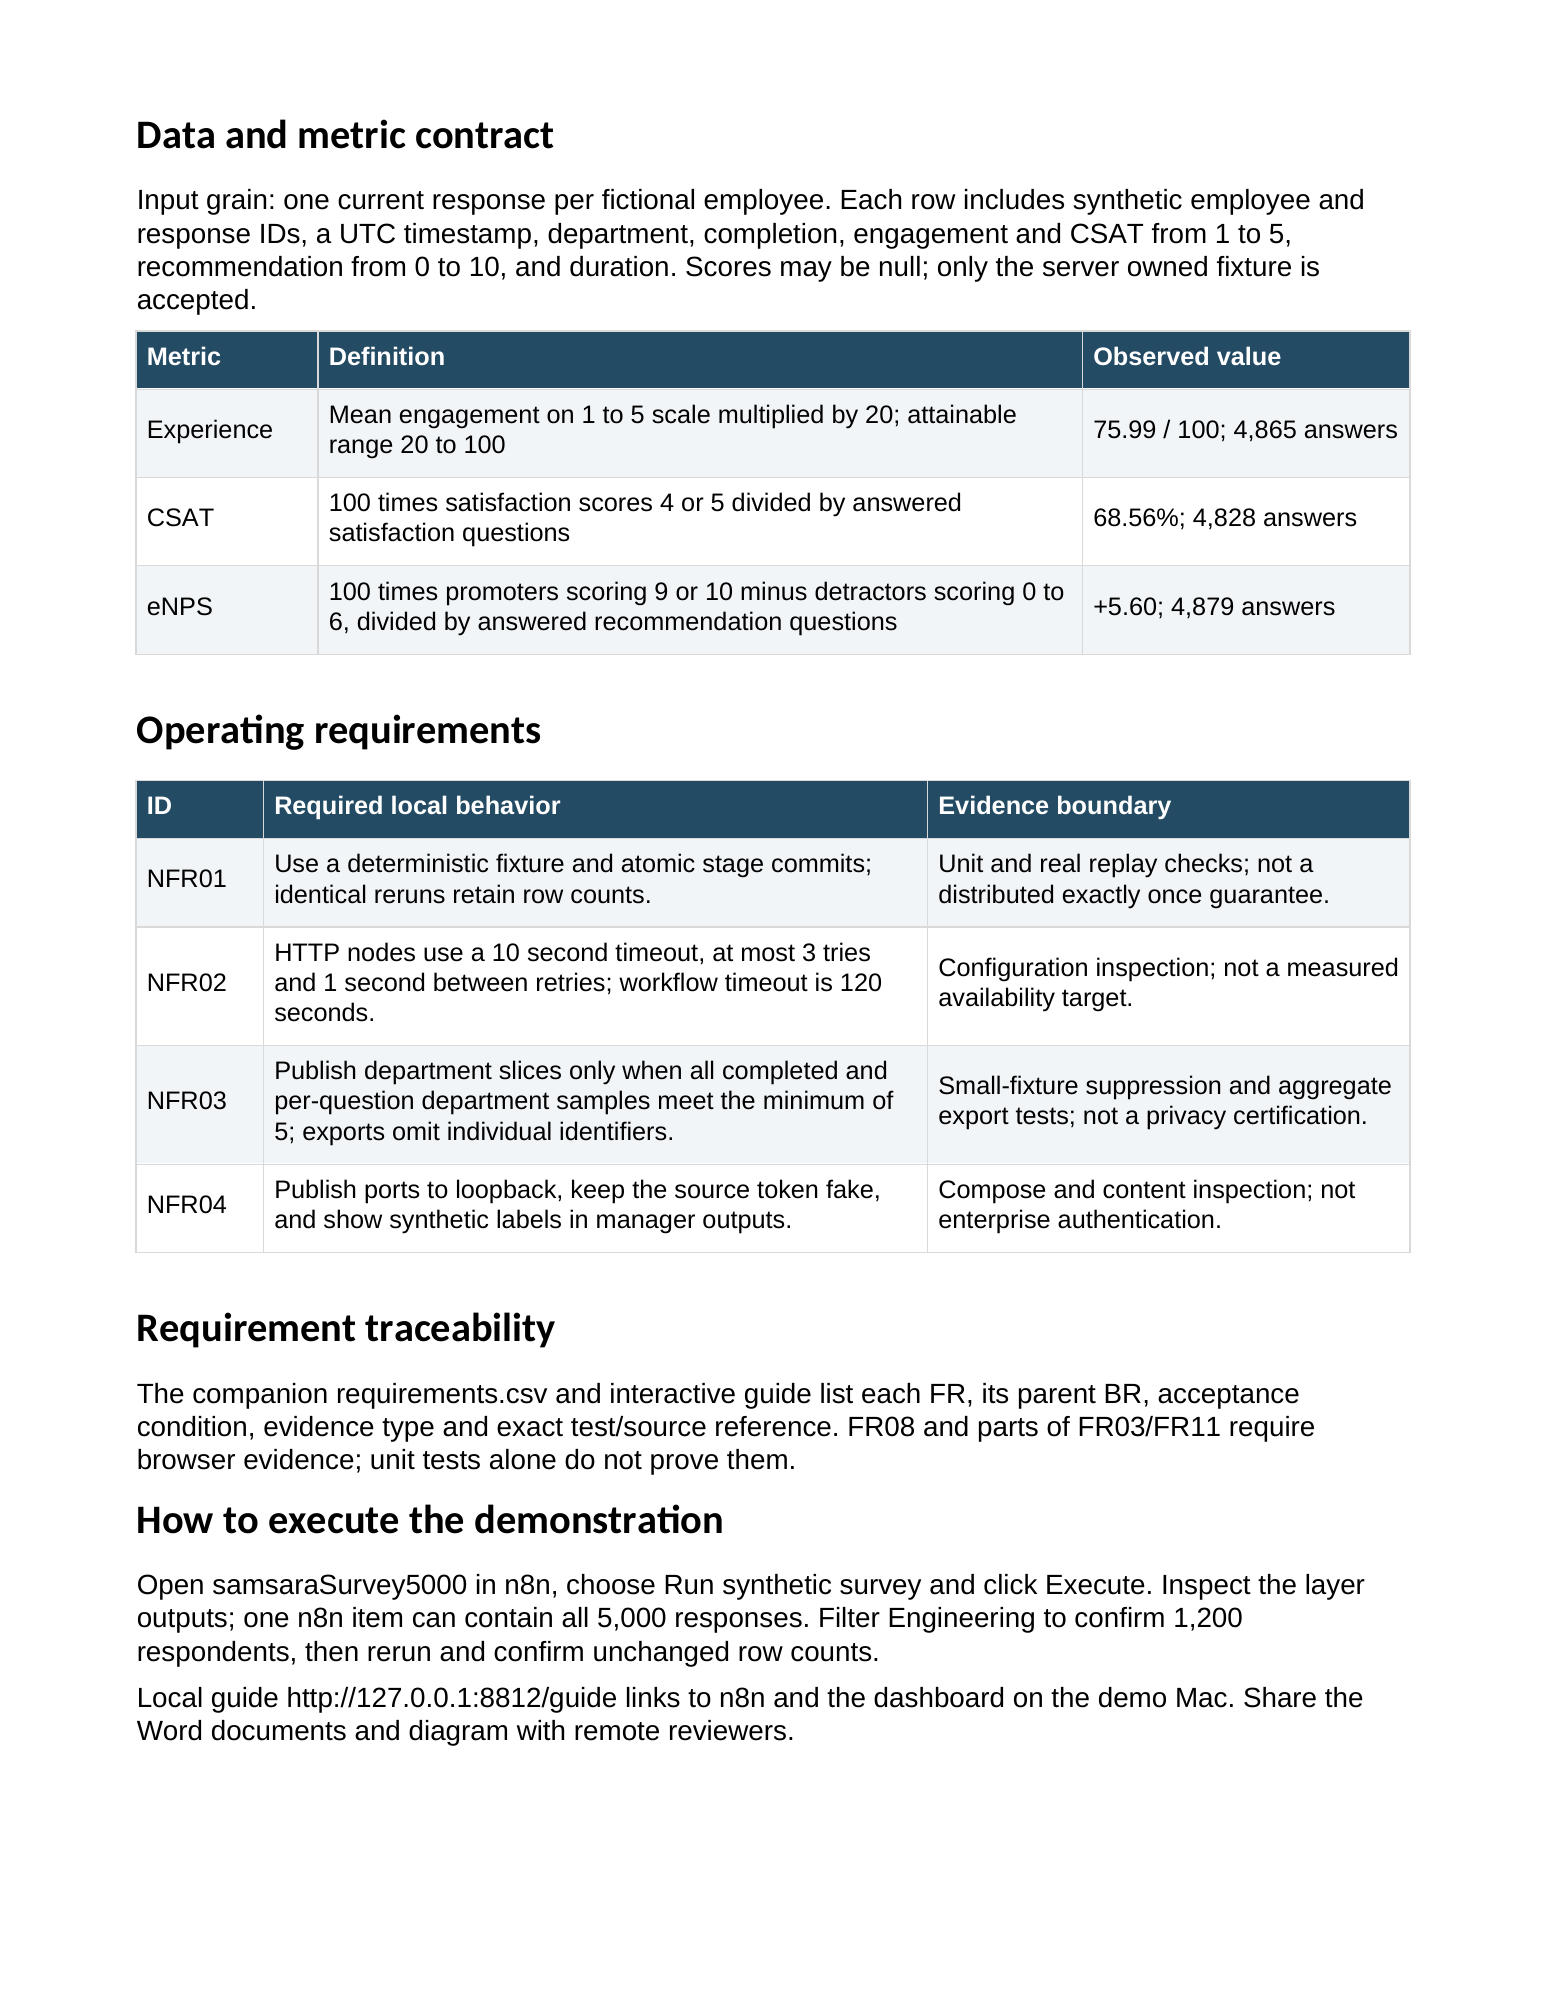 Data and metric contract
Input grain: one current response per fictional employee. Each row includes synthetic employee and
response IDs, a UTC timestamp, department, completion, engagement and CSAT from 1 to 5,
recommendation from 0 to 10, and duration. Scores may be null; only the server owned fixture is
accepted.
Metric Definition Observed value
Experience
Mean engagement on 1 to 5 scale multiplied by 20; attainable
range 20 to 100
75.99 / 100; 4,865 answers
CSAT
100 times satisfaction scores 4 or 5 divided by answered
satisfaction questions
68.56%; 4,828 answers
eNPS
100 times promoters scoring 9 or 10 minus detractors scoring 0 to
6, divided by answered recommendation questions
+5.60; 4,879 answers
Operating requirements
ID Required local behavior Evidence boundary
NFR01
Use a deterministic fixture and atomic stage commits;
identical reruns retain row counts.
Unit and real replay checks; not a
distributed exactly once guarantee.
NFR02
HTTP nodes use a 10 second timeout, at most 3 tries
and 1 second between retries; workflow timeout is 120
seconds.
Configuration inspection; not a measured
availability target.
NFR03
Publish department slices only when all completed and
per-question department samples meet the minimum of
5; exports omit individual identifiers.
Small-fixture suppression and aggregate
export tests; not a privacy certification.
NFR04
Publish ports to loopback, keep the source token fake,
and show synthetic labels in manager outputs.
Compose and content inspection; not
enterprise authentication.
Requirement traceability
The companion requirements.csv and interactive guide list each FR, its parent BR, acceptance
condition, evidence type and exact test/source reference. FR08 and parts of FR03/FR11 require
browser evidence; unit tests alone do not prove them.
How to execute the demonstration
Open samsaraSurvey5000 in n8n, choose Run synthetic survey and click Execute. Inspect the layer
outputs; one n8n item can contain all 5,000 responses. Filter Engineering to confirm 1,200
respondents, then rerun and confirm unchanged row counts.
Local guide http://127.0.0.1:8812/guide links to n8n and the dashboard on the demo Mac. Share the
Word documents and diagram with remote reviewers.